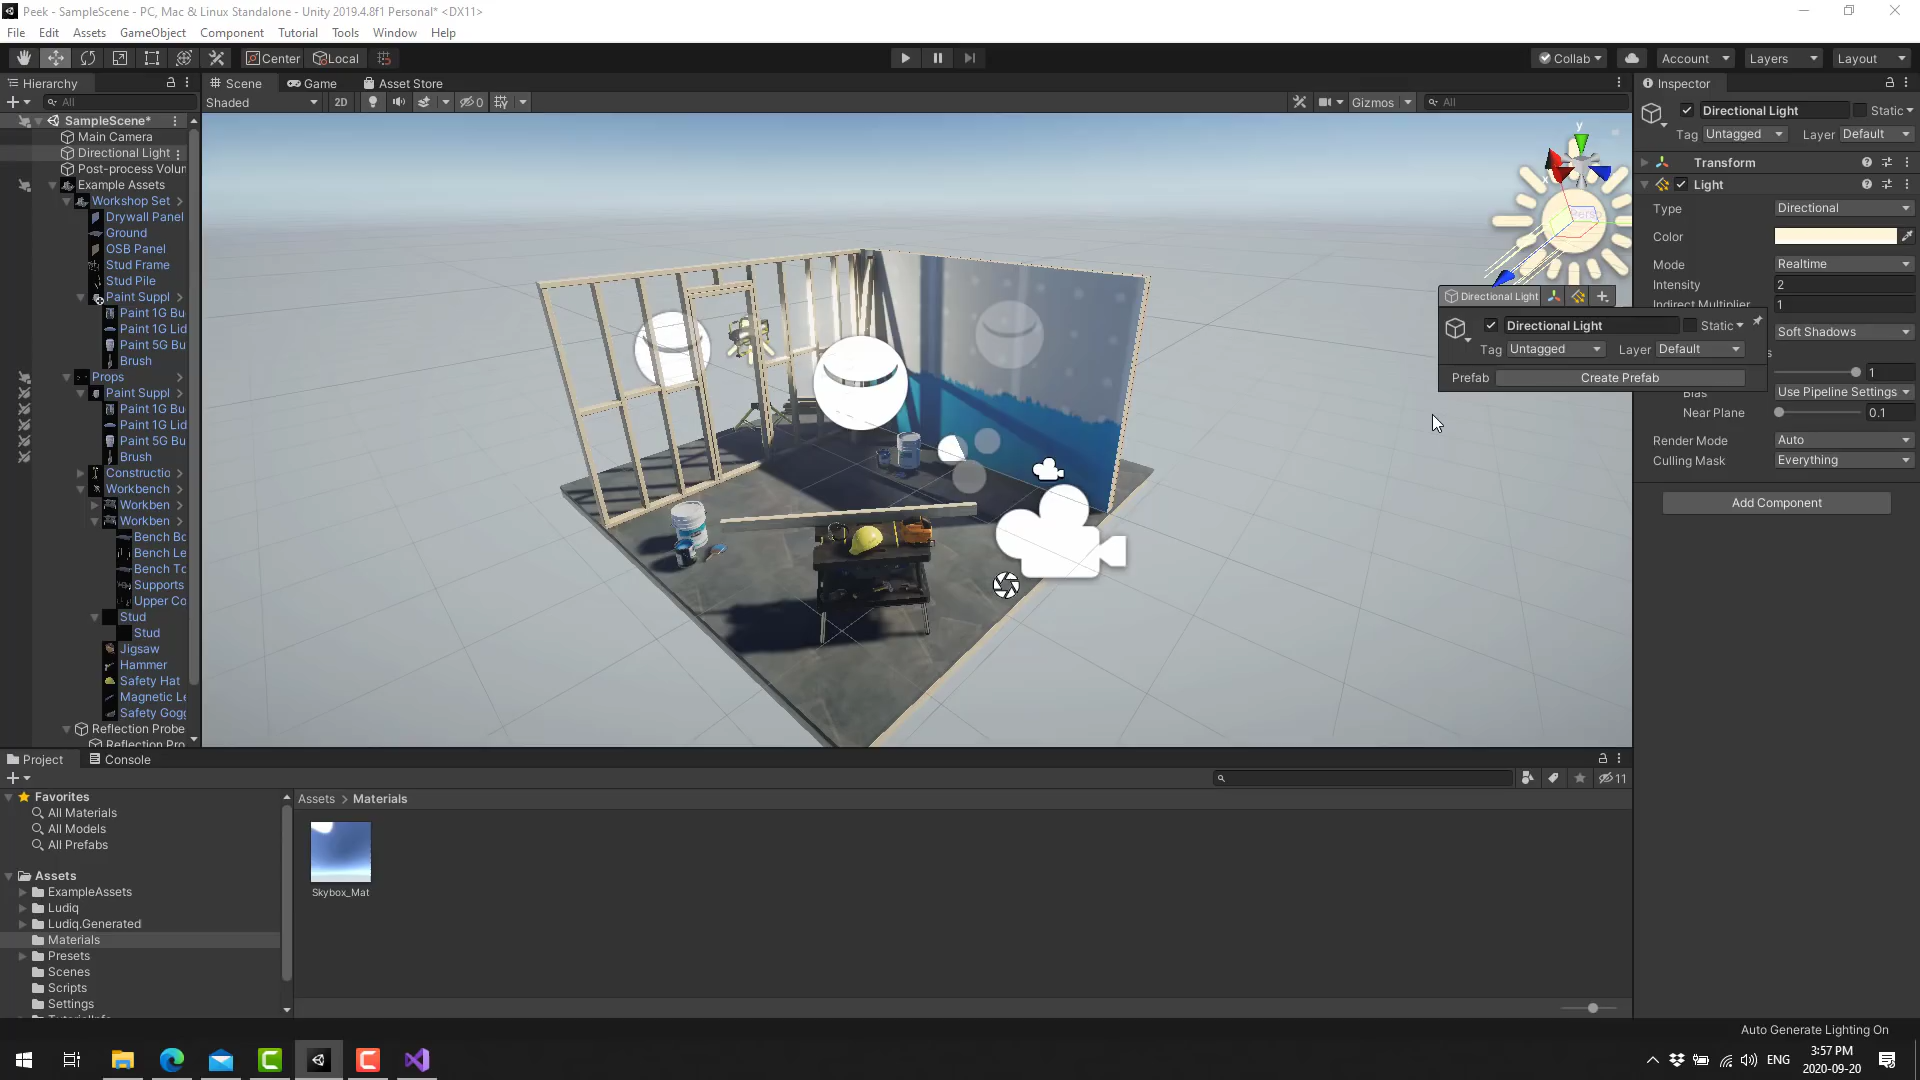 Peek - SampleScene - PC, Mac & Linux Standalone - Unity 2019.4.8f1 Personal* <DX11>
File Edit Assets GameObject Component Tutorial Tools Window Help
Center Local
Collab Account Layers Layout
Hierarchy
All
SampleScene*
Main Camera
Directional Light
Post-process Volun
Example Assets
Workshop Set
Drywall Panel
Ground
OSB Panel
Stud Frame
Stud Pile
Paint Suppl
Paint 1G Bu
Paint 1G Lid
Paint 5G Bu
Brush
Props
Paint Suppl
Paint 1G Bu
Paint 1G Lid
Paint 5G Bu
Brush
Constructio
Workbench
Workben
Workben
Bench Bo
Bench Le
Bench To
Supports
Upper Co
Stud
Stud
Jigsaw
Hammer
Safety Hat
Magnetic Le
Safety Gogg
Reflection Probe
Reflection Pro
Scene Game Asset Store
Shaded 2D 0 Gizmos All
y
x
Directional Light
Directional Light Static
Tag Untagged Layer Default
Prefab Create Prefab
Inspector
Directional Light Static
Tag Untagged Layer Default
Transform
Light
Type Directional
Color
Mode Realtime
Intensity 2
Indirect Multiplier 1
Soft Shadows
s
1
Bias Use Pipeline Settings
Near Plane 0.1
Render Mode Auto
Culling Mask Everything
Add Component
Project Console
11
Favorites
All Materials
All Models
All Prefabs
Assets
ExampleAssets
Ludiq
Ludiq.Generated
Materials
Presets
Scenes
Scripts
Settings
TutorialInfo
Assets > Materials
Skybox_Mat
Auto Generate Lighting On
ENG
3:57 PM
2020-09-20